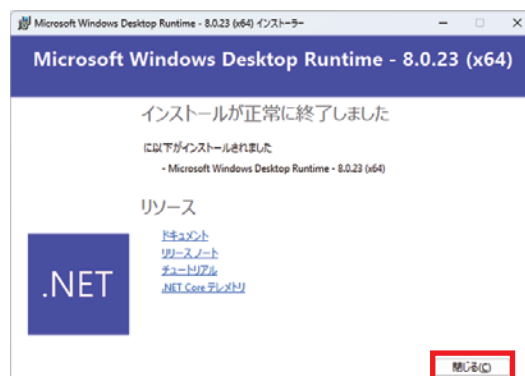 Microsoft Windows Desktop Runtime - 8.0.23 (x64) インストーラー
Microsoft Windows Desktop Runtime - 8.0.23 (x64)
インストールが正常に終了しました
に以下がインストールされました
- Microsoft Windows Desktop Runtime - 8.0.23 (x64)
リソース
ドキュメント
リリース ノート
チュートリアル
.NET Core テレメトリ
.NET
閉じる(C)